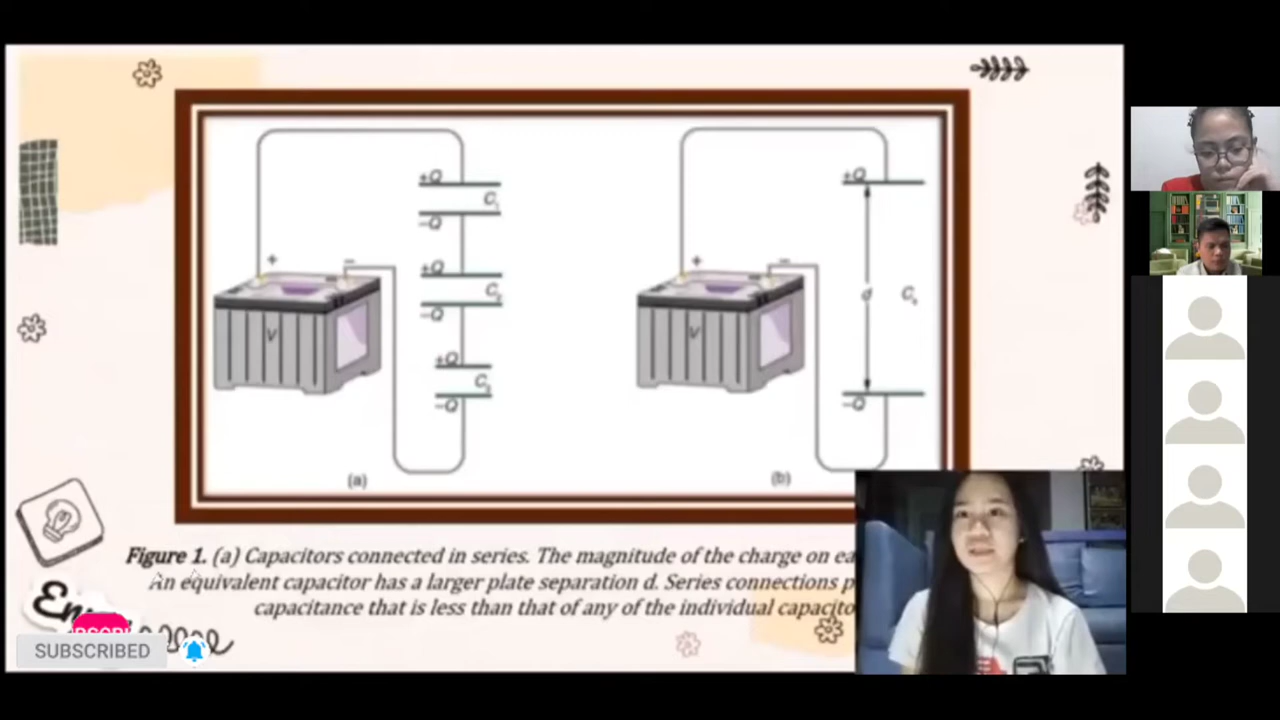 +Q
C₁
−Q
+Q
C₂
−Q
+Q
C₃
−Q
+
−
V
(a)
+Q
d
−Q
+
−
V
(b)
Figure 1. (a) Capacitors connected in series. The magnitude of the charge on ea
An equivalent capacitor has a larger plate separation d. Series connections p
capacitance that is less than that of any of the individual capacito
SUBSCRIBED